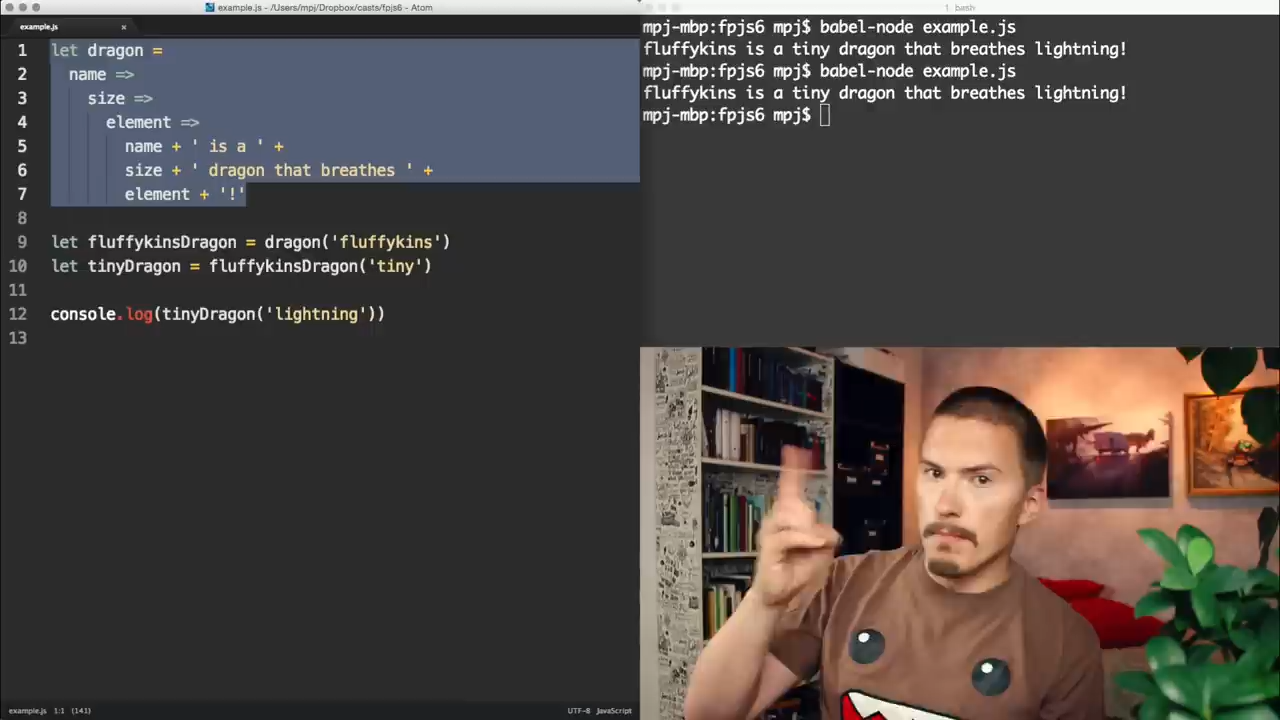 example.js - /Users/mpj/Dropbox/casts/fpjs6 - Atom
example.js
1 let dragon =
2 name =>
3 size =>
4 element =>
5 name + ' is a ' +
6 size + ' dragon that breathes ' +
7 element + '!'
8
9 let fluffykinsDragon = dragon('fluffykins')
10 let tinyDragon = fluffykinsDragon('tiny')
11
12 console.log(tinyDragon('lightning'))
13
example.js 1:1 (141)
UTF-8 JavaScript
1. bash
mpj-mbp:fpjs6 mpj$ babel-node example.js
fluffykins is a tiny dragon that breathes lightning!
mpj-mbp:fpjs6 mpj$ babel-node example.js
fluffykins is a tiny dragon that breathes lightning!
mpj-mbp:fpjs6 mpj$